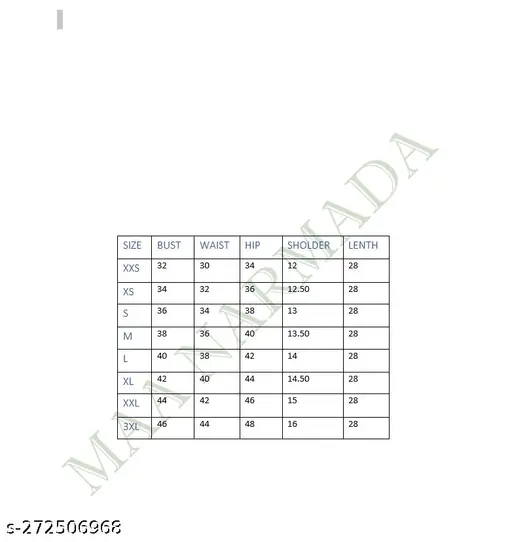 SIZE BUST WAIST HIP SHOLDER LENTH
XXS 32 30 34 12 28
XS 34 32 36 12.50 28
S 36 34 38 13 28
M 38 36 40 13.50 28
L 40 38 42 14 28
XL 42 40 44 14.50 28
XXL 44 42 46 15 28
3XL 46 44 48 16 28
MAA NARMADA
s-272506968